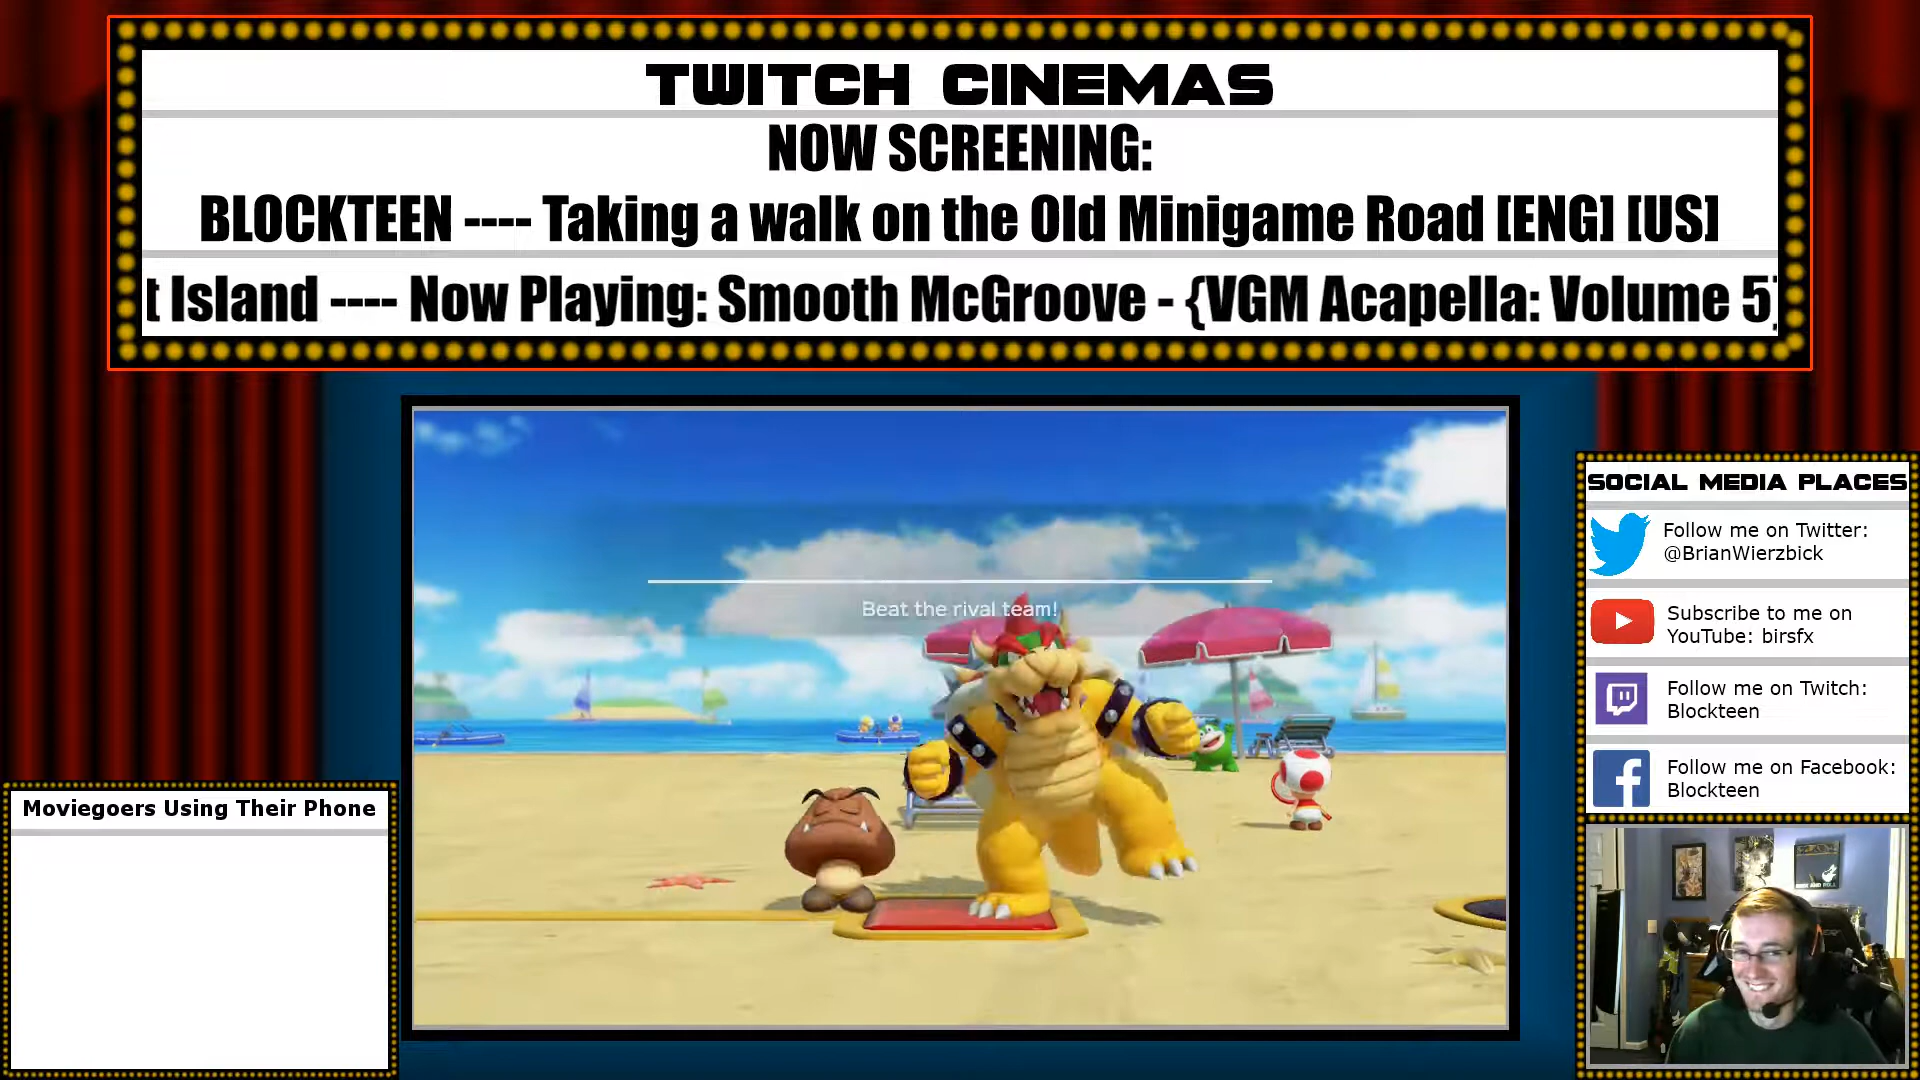 TWITCH CINEMAS
NOW SCREENING:
BLOCKTEEN ---- Taking a walk on the Old Minigame Road [ENG] [US]
t Island ---- Now Playing: Smooth McGroove - {VGM Acapella: Volume 5}
Beat the rival team!
SOCIAL MEDIA PLACES
Follow me on Twitter:
@BrianWierzbick
Subscribe to me on
YouTube: birsfx
Follow me on Twitch:
Blockteen
Follow me on Facebook:
Blockteen
Moviegoers Using Their Phone